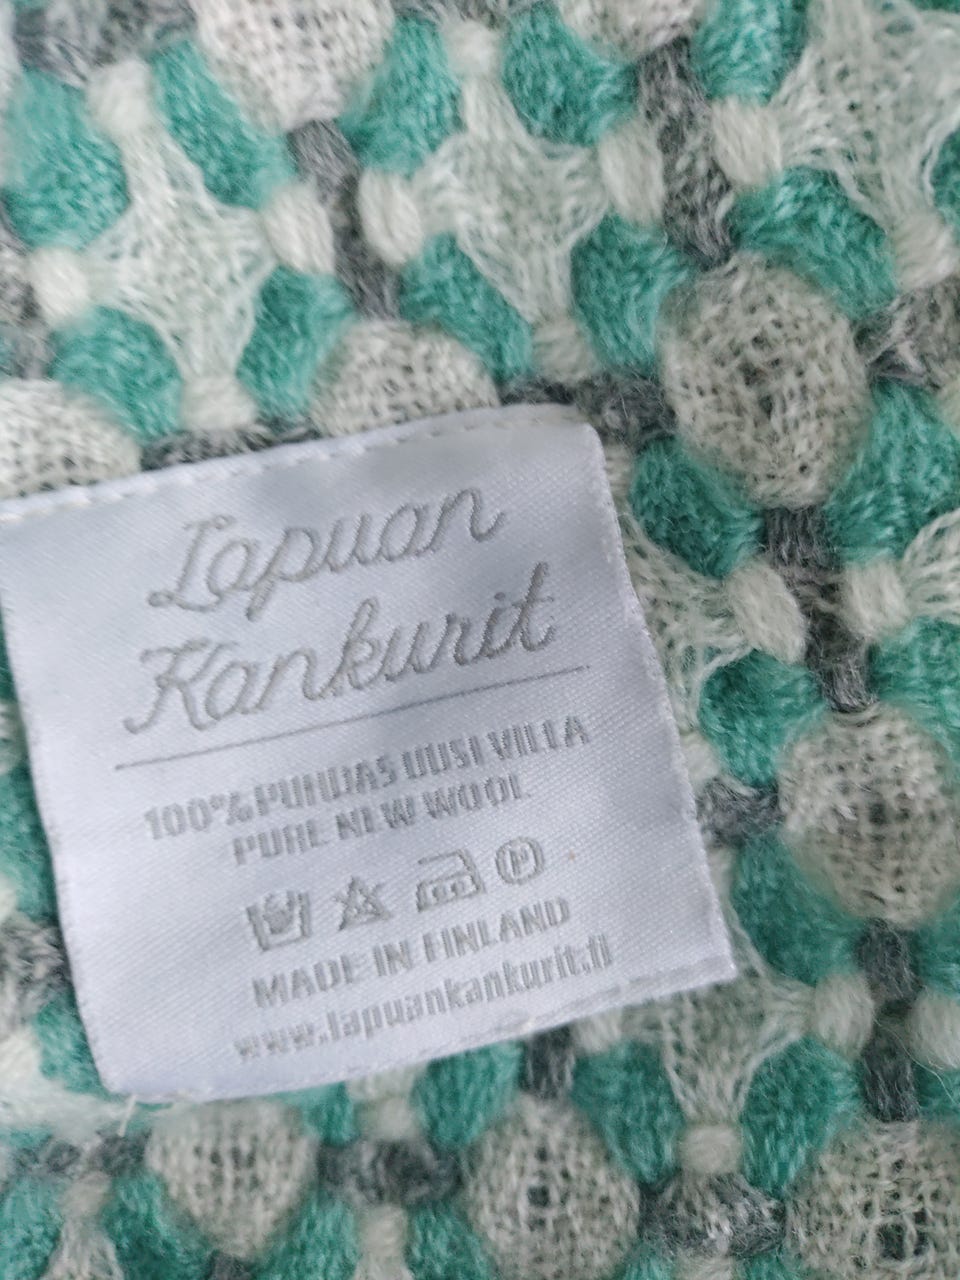 Lapuan
Kankurit
100% PUHDAS UUSI VILLA
PURE NEW WOOL
P
MADE IN FINLAND
www.lapuankankurit.fi